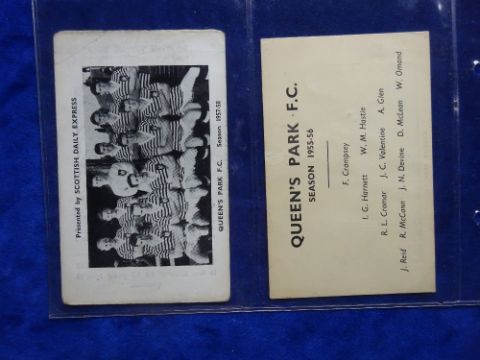 Presented by SCOTTISH DAILY EXPRESS
QUEEN'S PARK F.C. Season 1957-58
QUEEN'S PARK F.C.
SEASON 1955-56
F. Crampsey
I. G. Harnett W. M. Hastie
R. L. Cromar J. C. Valentine A. Glen
J. Reid R. McCann J. N. Devine D. McLean W. Omand